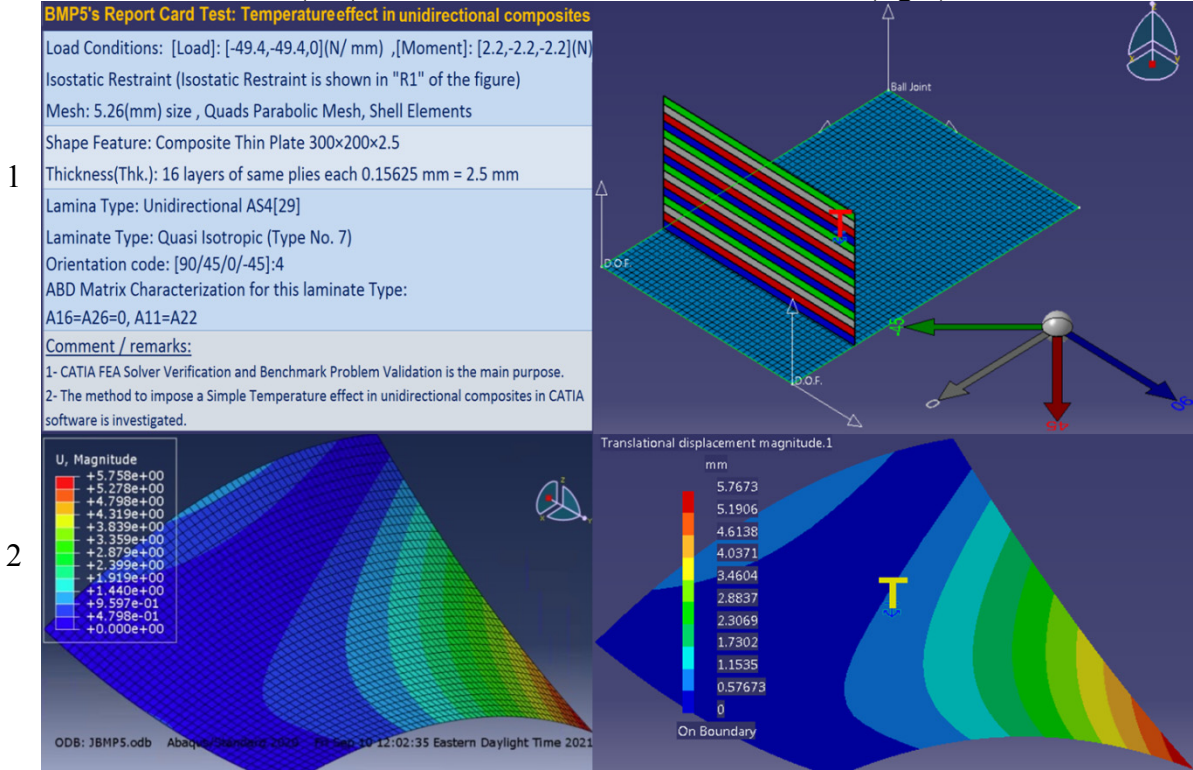 BMP5's Report Card Test: Temperature effect in unidirectional composites
Load Conditions: [Load]: [-49.4,-49.4,0](N/ mm) ,[Moment]: [2.2,-2.2,-2.2](N)
Isostatic Restraint (Isostatic Restraint is shown in "R1" of the figure)
Mesh: 5.26(mm) size , Quads Parabolic Mesh, Shell Elements
Shape Feature: Composite Thin Plate 300×200×2.5
Thickness(Thk.): 16 layers of same plies each 0.15625 mm = 2.5 mm
Lamina Type: Unidirectional AS4[29]
Laminate Type: Quasi Isotropic (Type No. 7)
Orientation code: [90/45/0/-45]:4
ABD Matrix Characterization for this laminate Type:
A16=A26=0, A11=A22
Comment / remarks:
1- CATIA FEA Solver Verification and Benchmark Problem Validation is the main purpose.
2- The method to impose a Simple Temperature effect in unidirectional composites in CATIA
software is investigated.
1
Ball Joint
T
D.O.F.
D.O.F.
-45
0
45
90
2
U, Magnitude
+5.758e+00
+5.278e+00
+4.798e+00
+4.319e+00
+3.839e+00
+3.359e+00
+2.879e+00
+2.399e+00
+1.919e+00
+1.440e+00
+9.597e-01
+4.798e-01
+0.000e+00
ODB: JBMP5.odb Abaqus/Standard 2020 Fri Sep 10 12:02:35 Eastern Daylight Time 2021
Translational displacement magnitude.1
mm
5.7673
5.1906
4.6138
4.0371
3.4604
2.8837
2.3069
1.7302
1.1535
0.57673
0
On Boundary
T